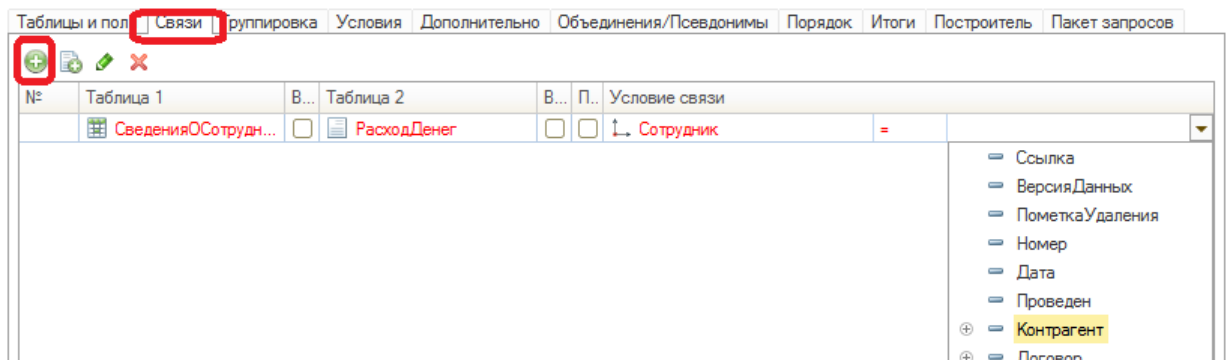 Таблицы и пол Связи руппировка Условия Дополнительно Объединения/Псевдонимы Порядок Итоги Построитель Пакет запросов
№ Таблица 1 В... Таблица 2 В... П.. Условие связи
СведенияОСотрудн... РасходДенег Сотрудник =
Ссылка
ВерсияДанных
ПометкаУдаления
Номер
Дата
Проведен
Контрагент
Договор